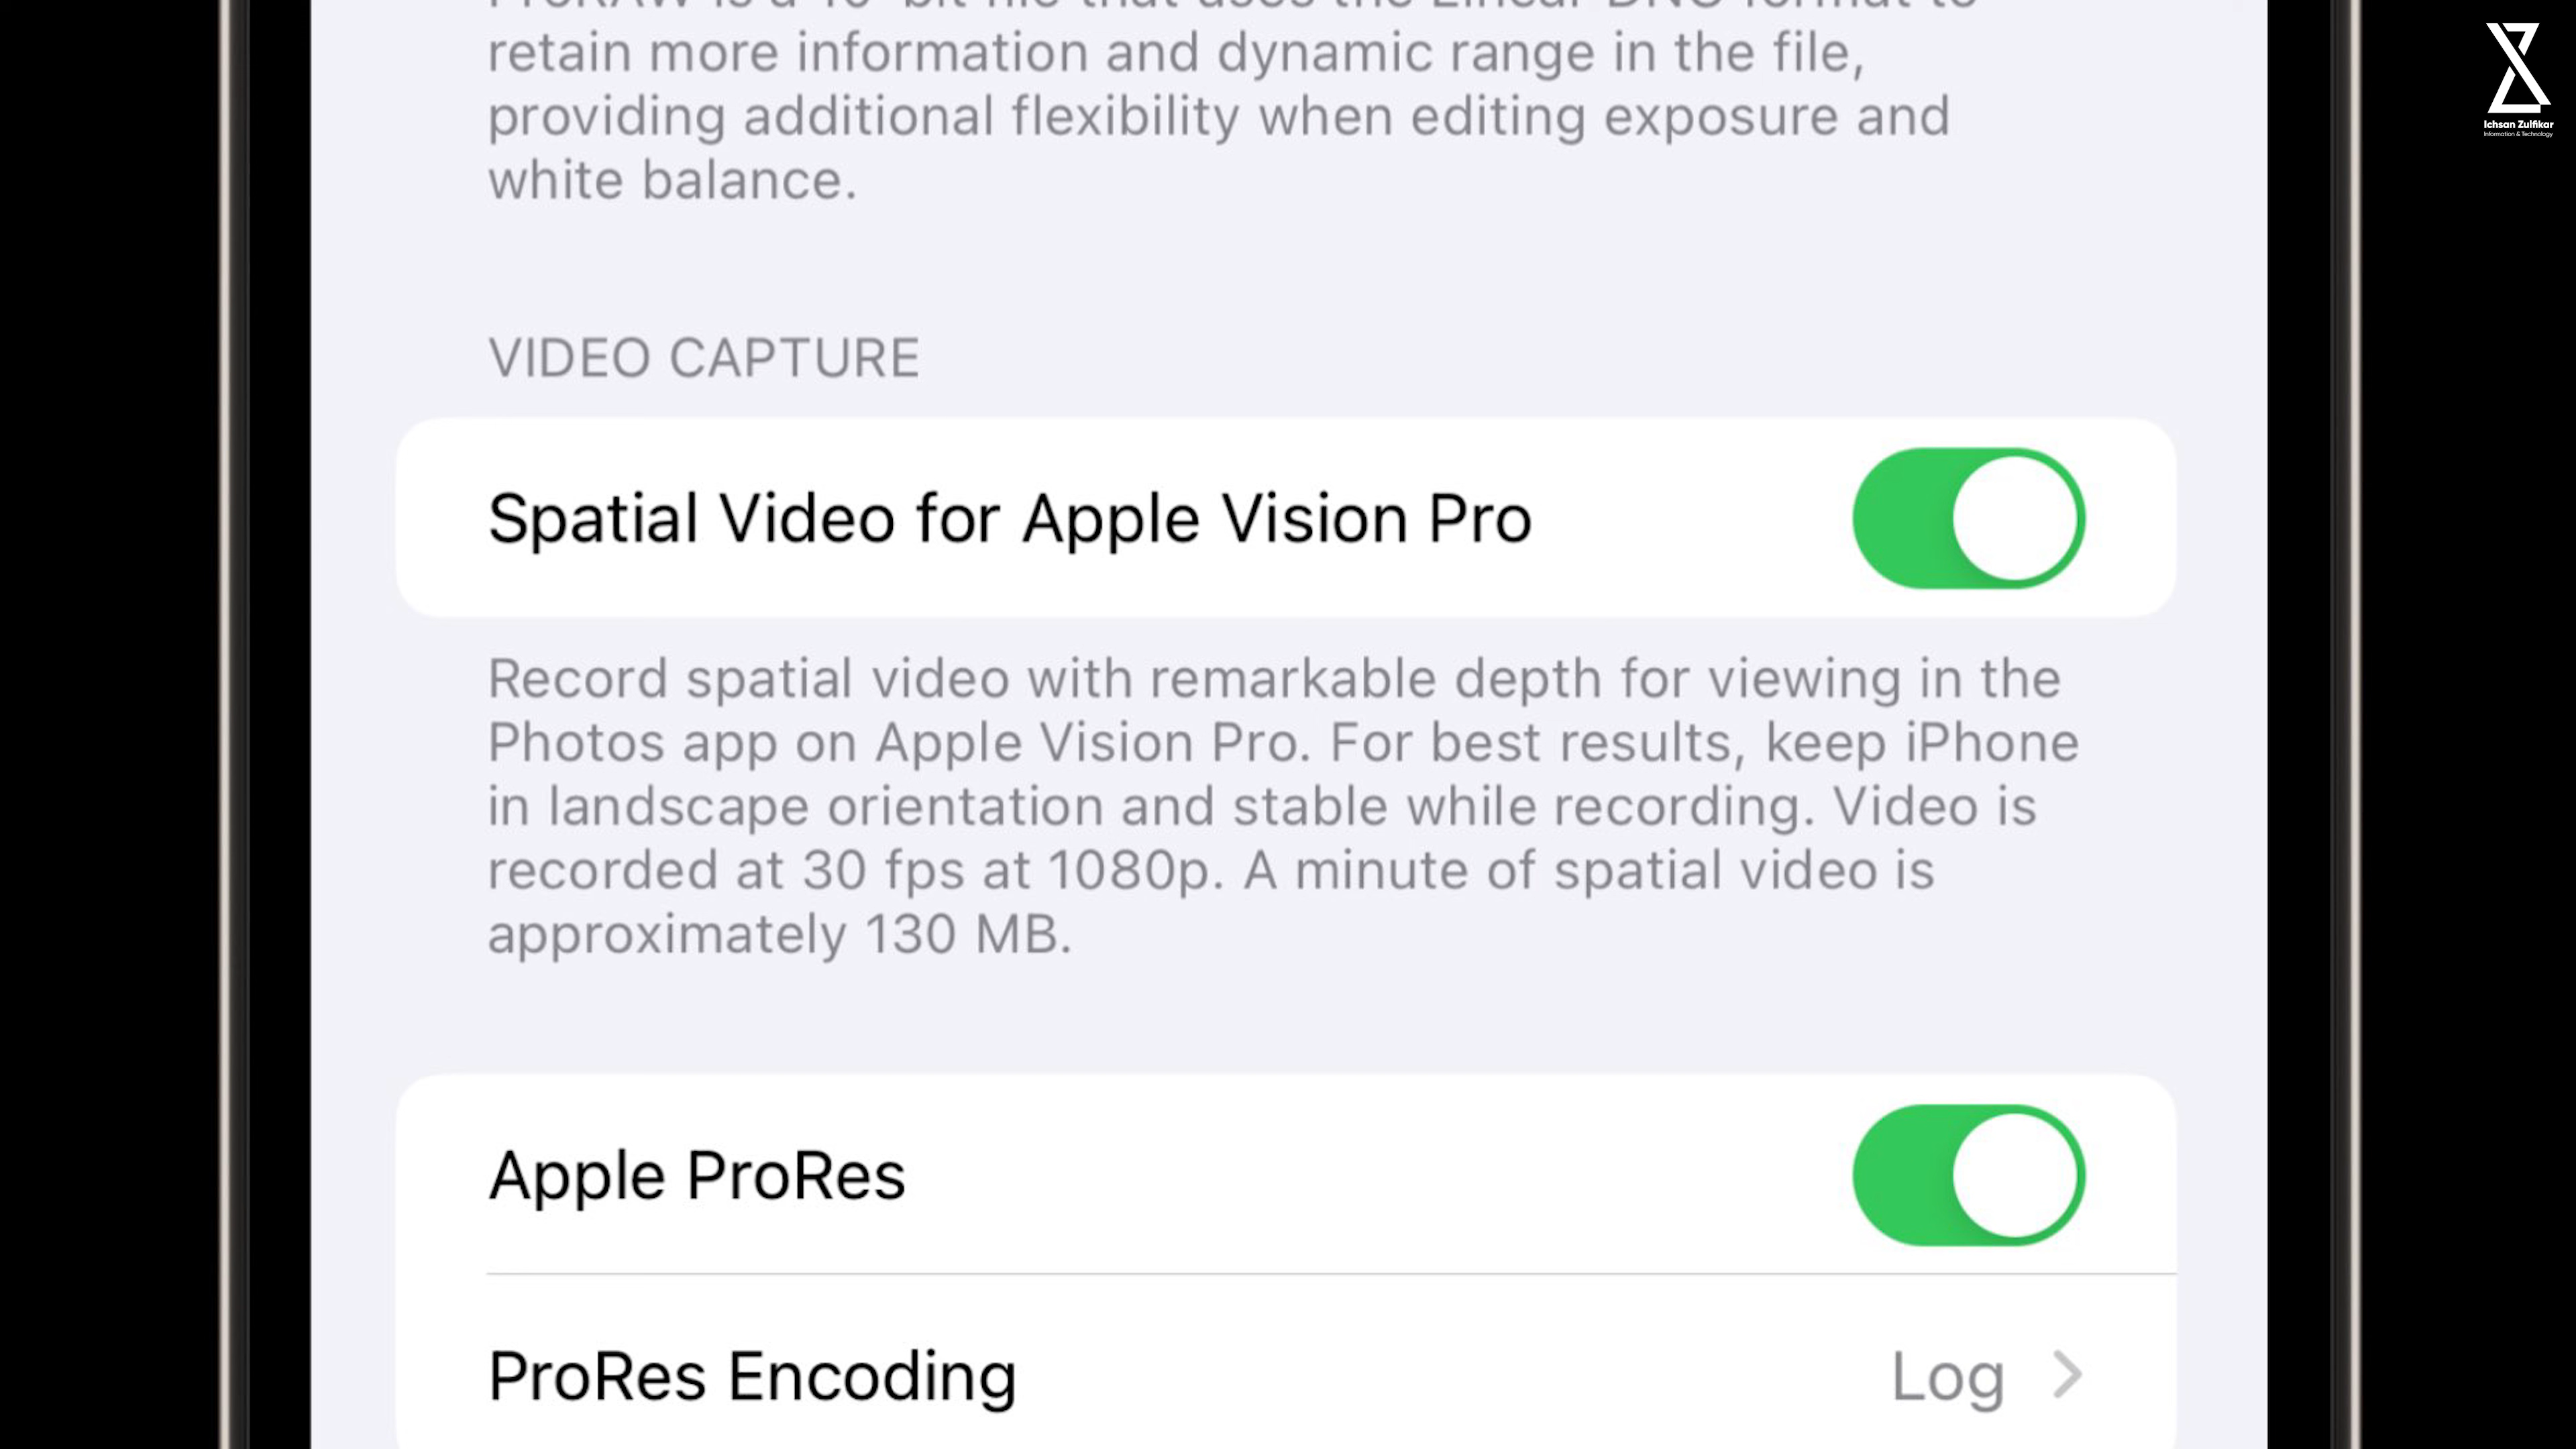 retain more information and dynamic range in the file,
providing additional flexibility when editing exposure and
white balance.
VIDEO CAPTURE
Spatial Video for Apple Vision Pro
Record spatial video with remarkable depth for viewing in the
Photos app on Apple Vision Pro. For best results, keep iPhone
in landscape orientation and stable while recording. Video is
recorded at 30 fps at 1080p. A minute of spatial video is
approximately 130 MB.
Apple ProRes
ProRes Encoding Log
Ichsan Zulfikar
Information & Technology